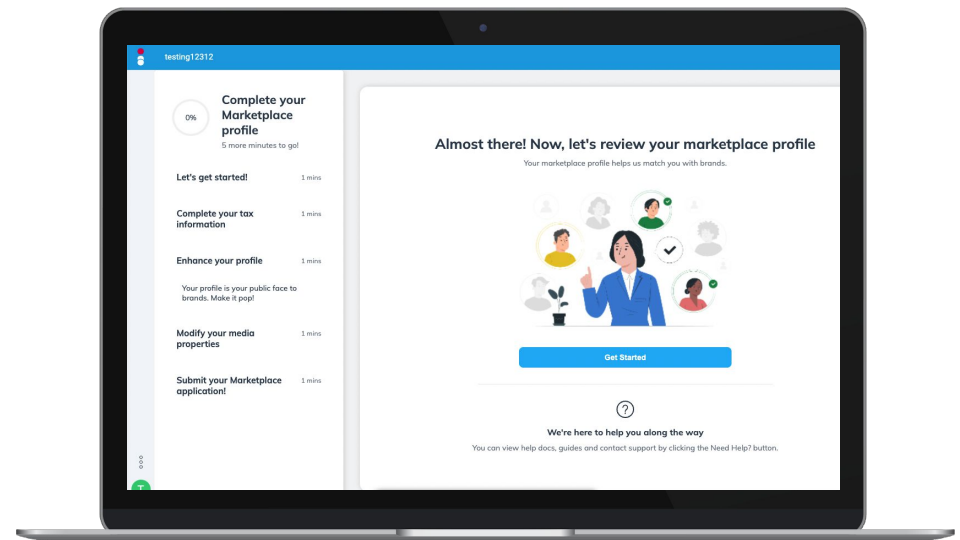 testing12312
0%
Complete your
Marketplace
profile
5 more minutes to go!
Let's get started!
1 mins
Complete your tax
information
1 mins
Enhance your profile
1 mins
Your profile is your public face to
brands. Make it pop!
Modify your media
properties
1 mins
Submit your Marketplace
application!
1 mins
Almost there! Now, let's review your marketplace profile
Your marketplace profile helps us match you with brands.
Get Started
?
We're here to help you along the way
You can view help docs, guides and contact support by clicking the Need Help? button.
T